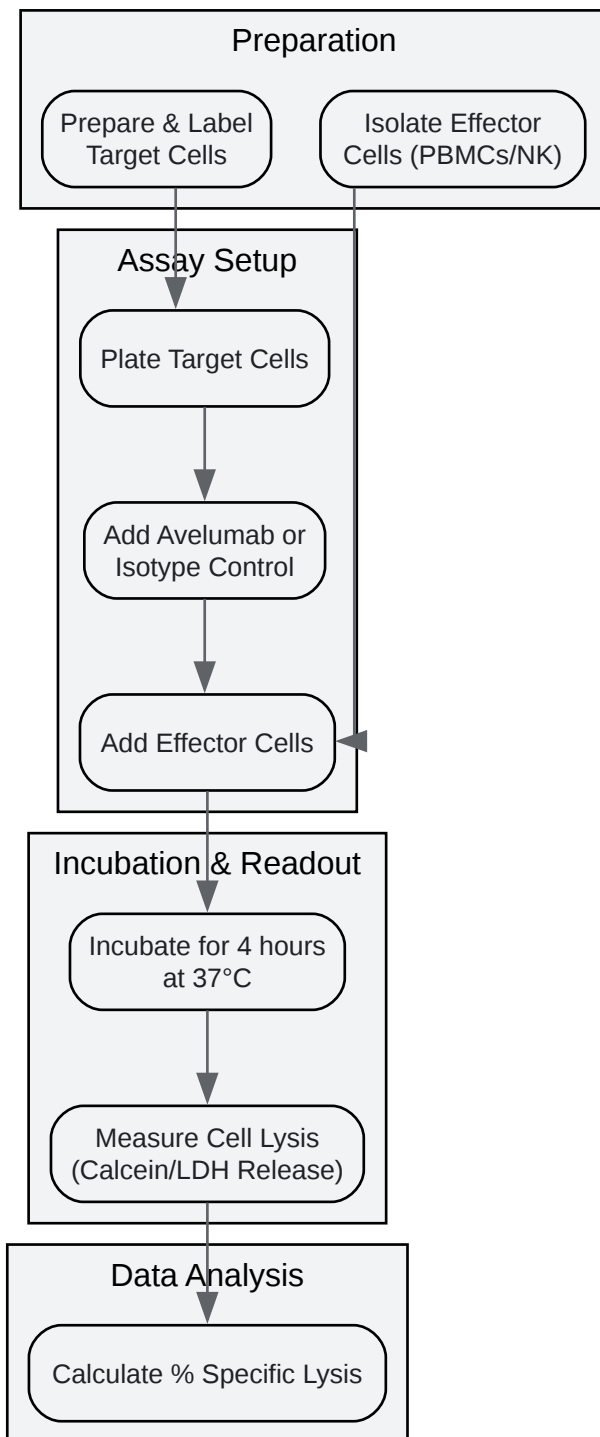 Preparation
Prepare & Label
Target Cells
Isolate Effector
Cells (PBMCs/NK)
Assay Setup
Plate Target Cells
Add Avelumab or
Isotype Control
Add Effector Cells
Incubation & Readout
Incubate for 4 hours
at 37°C
Measure Cell Lysis
(Calcein/LDH Release)
Data Analysis
Calculate % Specific Lysis